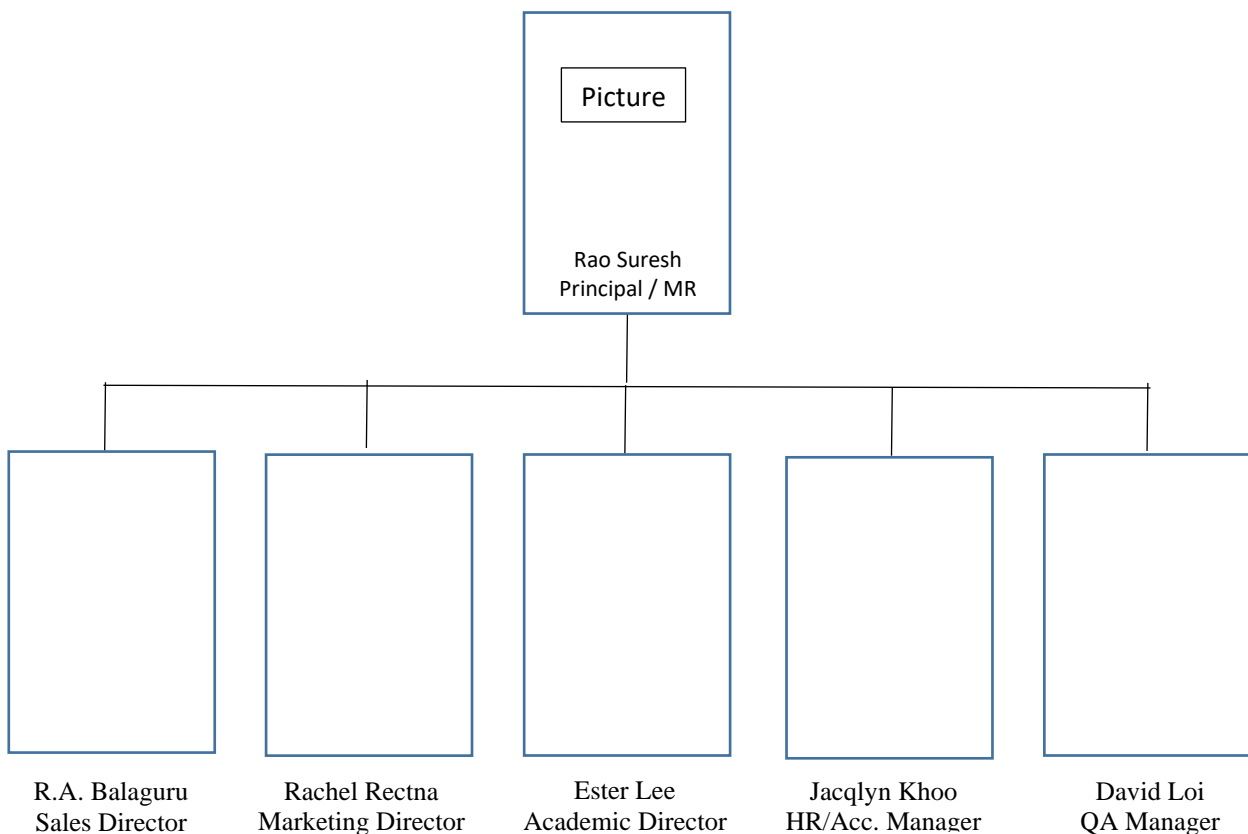 Picture
Rao Suresh
Principal / MR
R.A. Balaguru
Sales Director
Rachel Rectna
Marketing Director
Ester Lee
Academic Director
Jacqlyn Khoo
HR/Acc. Manager
David Loi
QA Manager